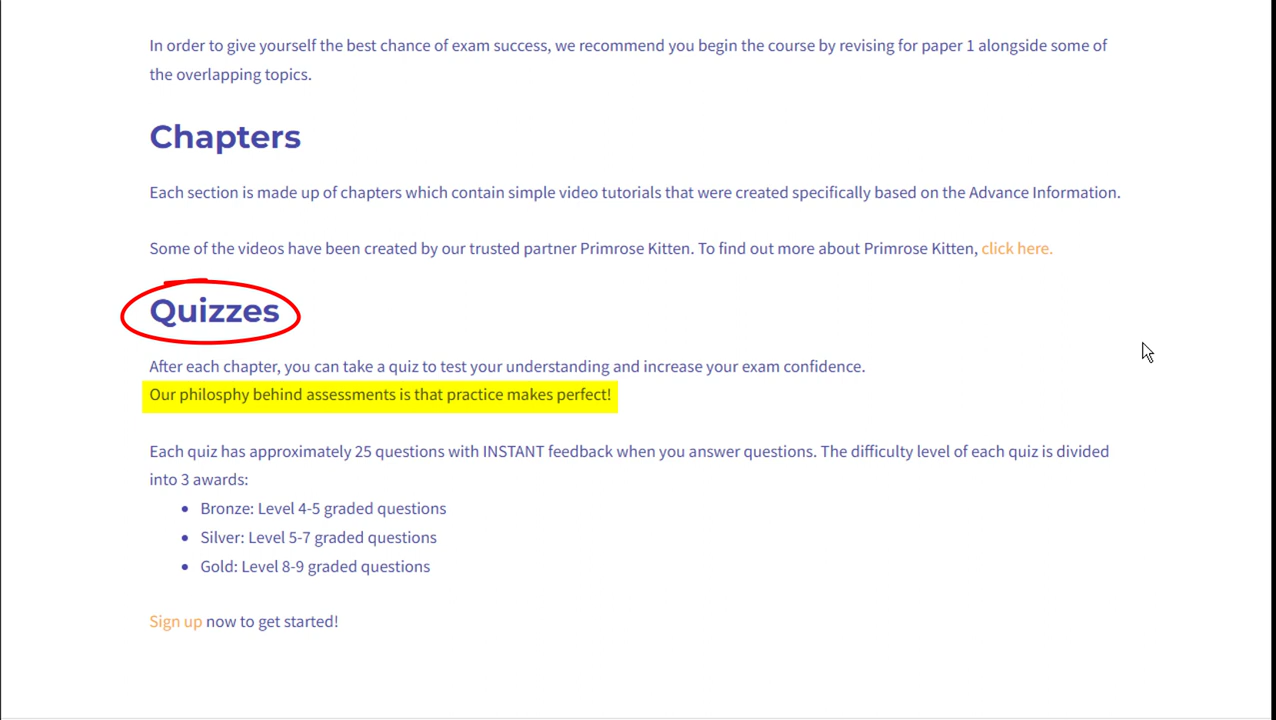 In order to give yourself the best chance of exam success, we recommend you begin the course by revising for paper 1 alongside some of
the overlapping topics.
Chapters
Each section is made up of chapters which contain simple video tutorials that were created specifically based on the Advance Information.
Some of the videos have been created by our trusted partner Primrose Kitten. To find out more about Primrose Kitten, click here.
Quizzes
After each chapter, you can take a quiz to test your understanding and increase your exam confidence.
Our philosphy behind assessments is that practice makes perfect!
Each quiz has approximately 25 questions with INSTANT feedback when you answer questions. The difficulty level of each quiz is divided
into 3 awards:
• Bronze: Level 4-5 graded questions
• Silver: Level 5-7 graded questions
• Gold: Level 8-9 graded questions
Sign up now to get started!